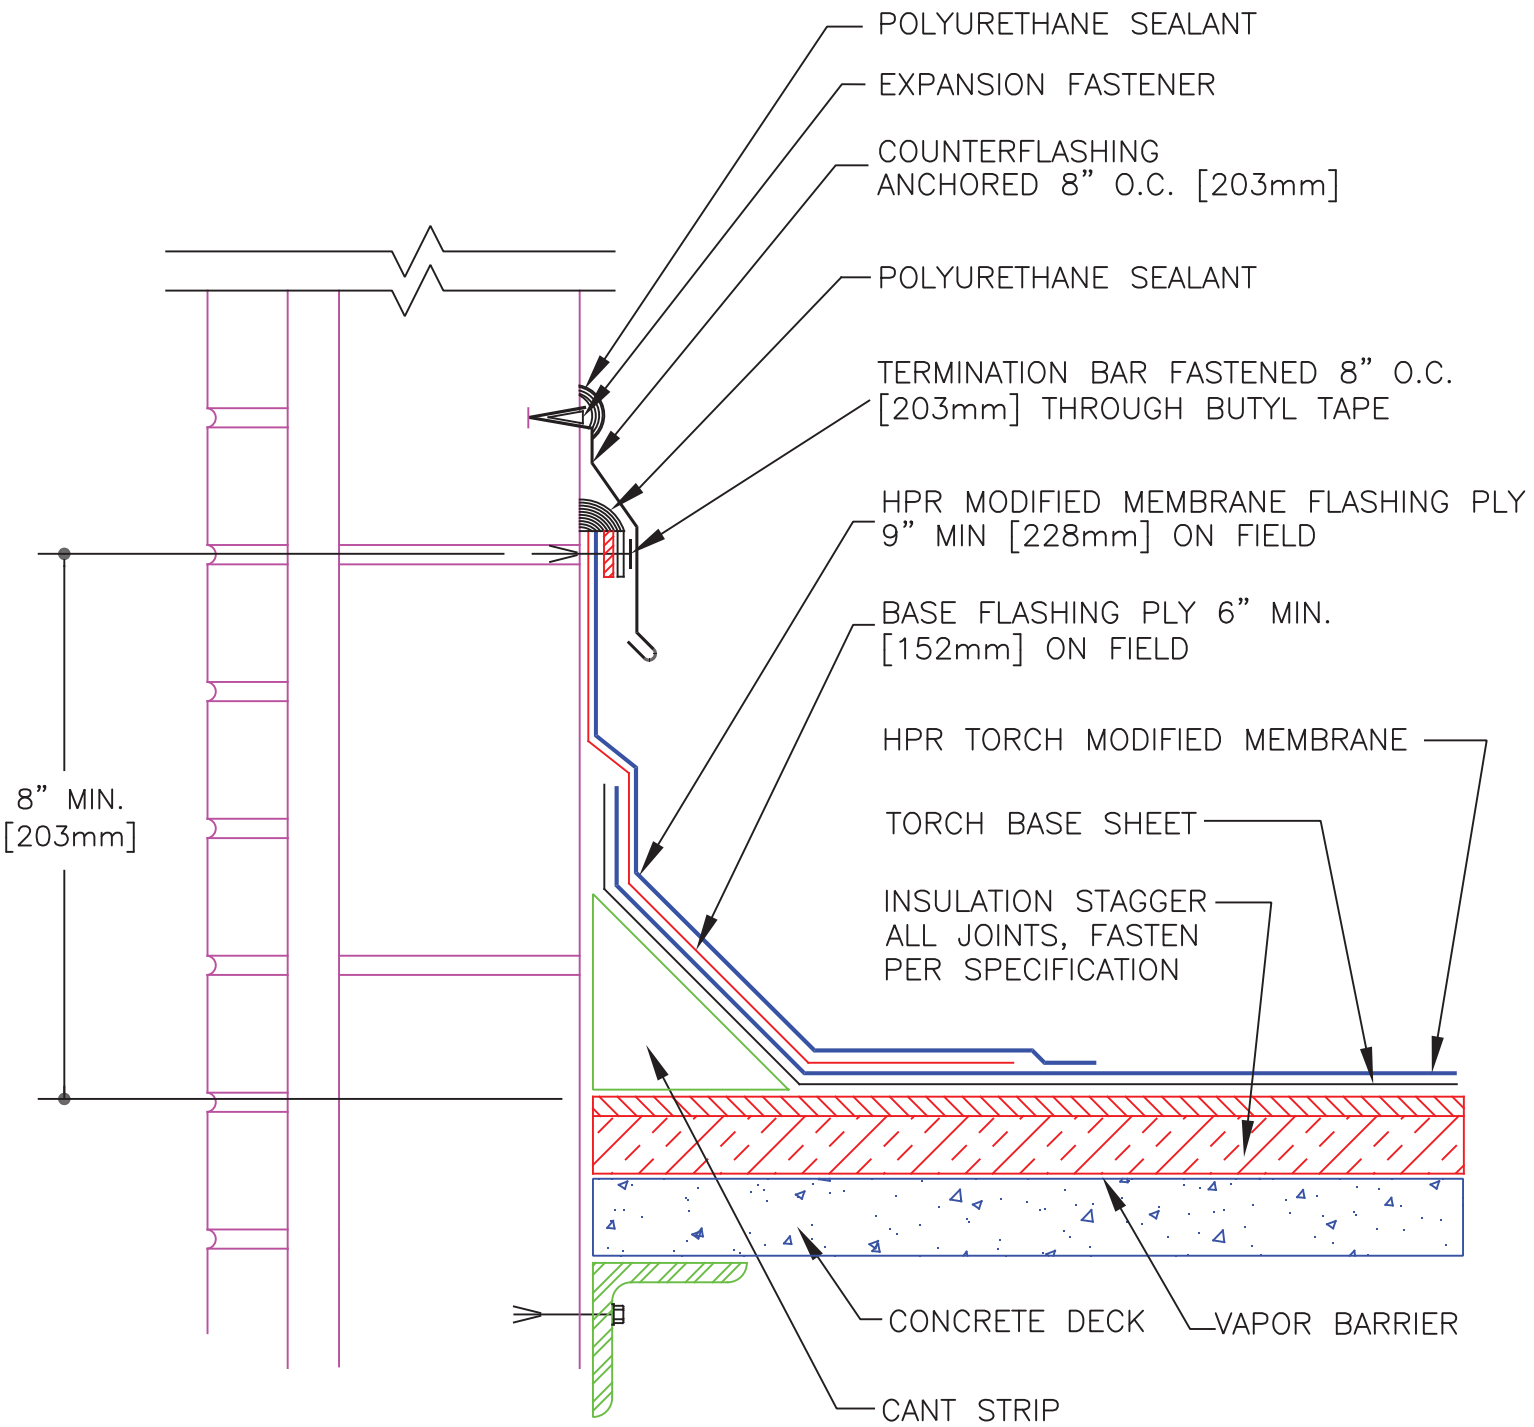 POLYURETHANE SEALANT
EXPANSION FASTENER
COUNTERFLASHING
ANCHORED 8” O.C. [203mm]
POLYURETHANE SEALANT
TERMINATION BAR FASTENED 8” O.C.
[203mm] THROUGH BUTYL TAPE
HPR MODIFIED MEMBRANE FLASHING PLY
9” MIN [228mm] ON FIELD
BASE FLASHING PLY 6” MIN.
[152mm] ON FIELD
HPR TORCH MODIFIED MEMBRANE
8” MIN.
[203mm]
TORCH BASE SHEET
INSULATION STAGGER
ALL JOINTS, FASTEN
PER SPECIFICATION
CONCRETE DECK
VAPOR BARRIER
CANT STRIP